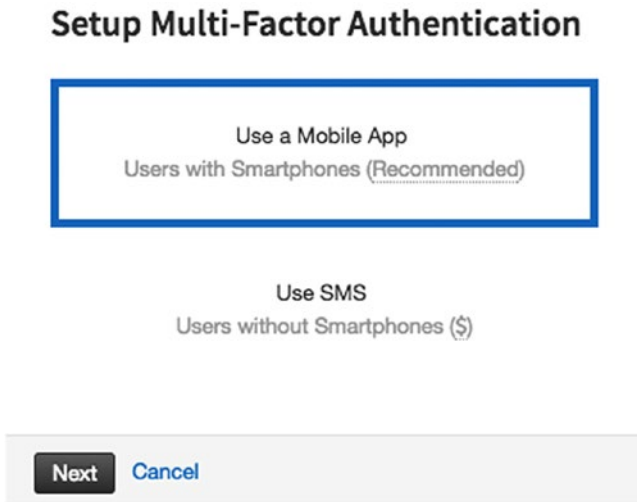 Setup Multi-Factor Authentication
Use a Mobile App
Users with Smartphones (Recommended)
Use SMS
Users without Smartphones ($)
Next Cancel